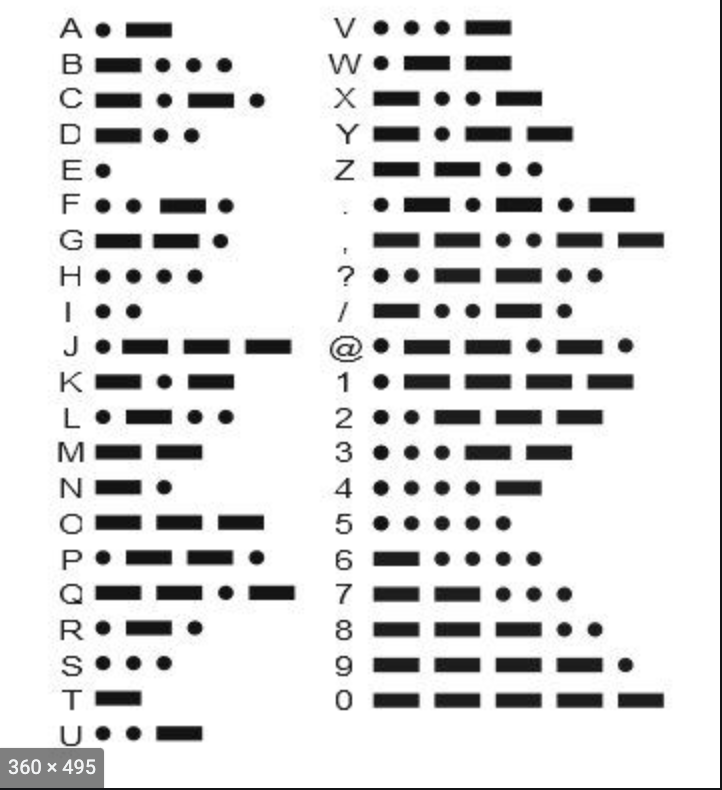 A • —
B — • • •
C — • — •
D — • •
E •
F • • — •
G — — •
H • • • •
I • •
J • — — —
K — • —
L • — • •
M — —
N — •
O — — —
P • — — •
Q — — • —
R • — •
S • • •
T —
U • • —
V • • • —
W • — —
X — • • —
Y — • — —
Z — — • •
. • — • — • —
, — — • • — —
? • • — — • •
/ — • • — •
@ • — — • — •
1 • — — — —
2 • • — — —
3 • • • — —
4 • • • • —
5 • • • • •
6 — • • • •
7 — — • • •
8 — — — • •
9 — — — — •
0 — — — — —
360 × 495